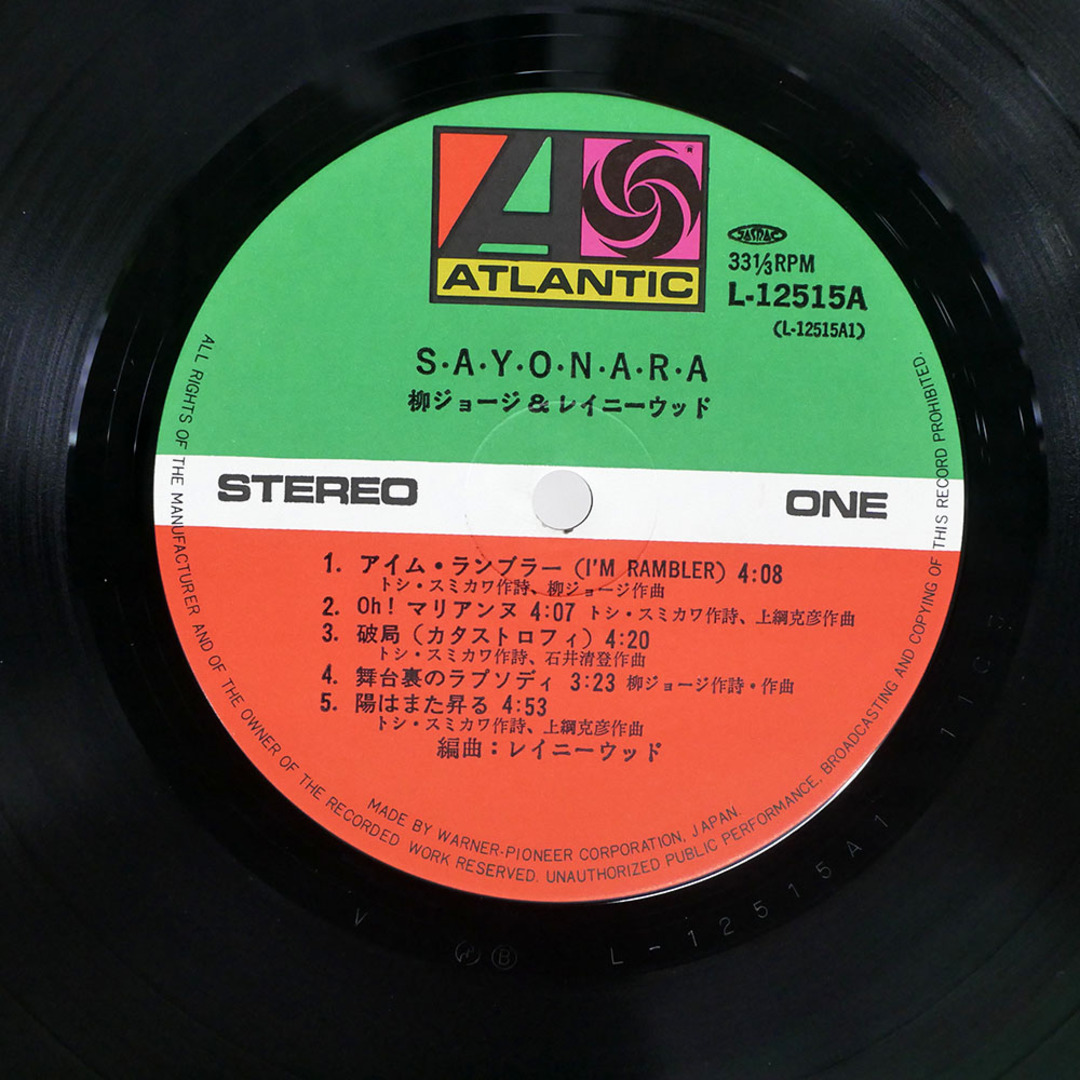 ATLANTIC
®
JASRAC
33⅓RPM
L-12515A
(L-12515A1)
S·A·Y·O·N·A·R·A
柳ジョージ&レイニーウッド
STEREO
ONE
1. アイム・ランブラー (I'M RAMBLER) 4:08
トシ・スミカワ作詩、柳ジョージ作曲
2. Oh! マリアンヌ 4:07 トシ・スミカワ作詩、上綱克彦作曲
3. 破局(カタストロフィ)4:20
トシ・スミカワ作詩、石井清登作曲
4. 舞台裏のラプソディ 3:23 柳ジョージ作詩・作曲
5. 陽はまた昇る 4:53
トシ・スミカワ作詩、上綱克彦作曲
編曲:レイニーウッド
MADE BY WARNER-PIONEER CORPORATION, JAPAN.
ALL RIGHTS OF THE MANUFACTURER AND OF THE OWNER OF THE RECORDED WORK RESERVED. UNAUTHORIZED PUBLIC PERFORMANCE, BROADCASTING AND COPYING OF THIS RECORD PROHIBITED.
L-12515A1